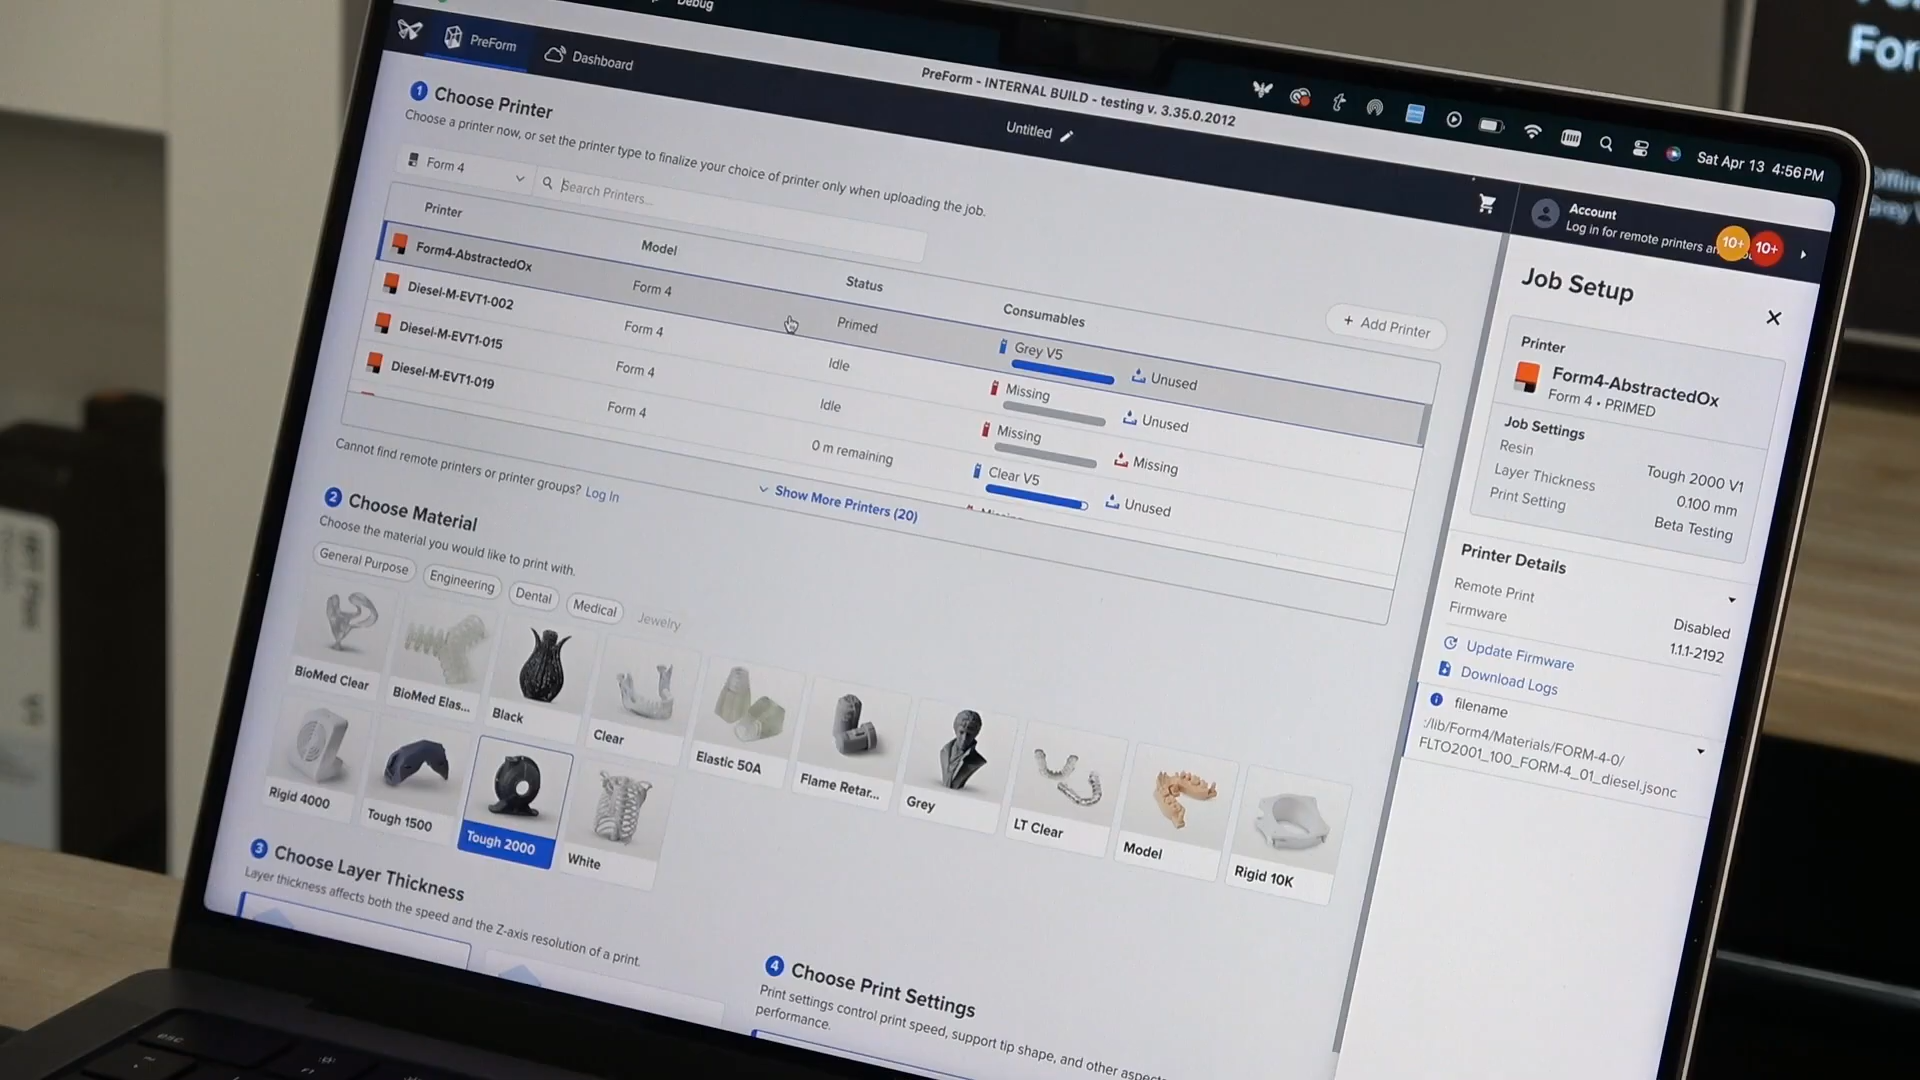 Debug
PreForm
Dashboard
PreForm - INTERNAL BUILD - testing v. 3.35.0.2012
Sat Apr 13 4:56 PM
Untitled
Account
Log in for remote printers
10+
10+
1 Choose Printer
Choose a printer now, or set the printer type to finalize your choice of printer only when uploading the job.
Form 4
Search Printers...
+ Add Printer
Printer
Model
Status
Consumables
Form4-AbstractedOx
Form 4
Primed
Grey V5
Unused
Diesel-M-EVT1-002
Form 4
Idle
Missing
Unused
Diesel-M-EVT1-015
Form 4
Idle
Missing
Missing
Diesel-M-EVT1-019
Form 4
0 m remaining
Clear V5
Unused
Cannot find remote printers or printer groups? Log In
Show More Printers (20)
2 Choose Material
Choose the material you would like to print with.
General Purpose
Engineering
Dental
Medical
Jewelry
BioMed Clear
BioMed Elas...
Black
Clear
Elastic 50A
Flame Retar...
Grey
LT Clear
Model
Rigid 10K
Rigid 4000
Tough 1500
Tough 2000
White
3 Choose Layer Thickness
Layer thickness affects both the speed and the Z-axis resolution of a print.
4 Choose Print Settings
Print settings control print speed, support tip shape, and other aspects
performance.
Job Setup
Printer
Form4-AbstractedOx
Form 4 • PRIMED
Job Settings
Resin
Tough 2000 V1
Layer Thickness
0.100 mm
Print Setting
Beta Testing
Printer Details
Remote Print
Disabled
Firmware
1.1.1-2192
Update Firmware
Download Logs
filename
:/lib/Form4/Materials/FORM-4-0/
FLTO2001_100_FORM-4_01_diesel.jsonc
esc